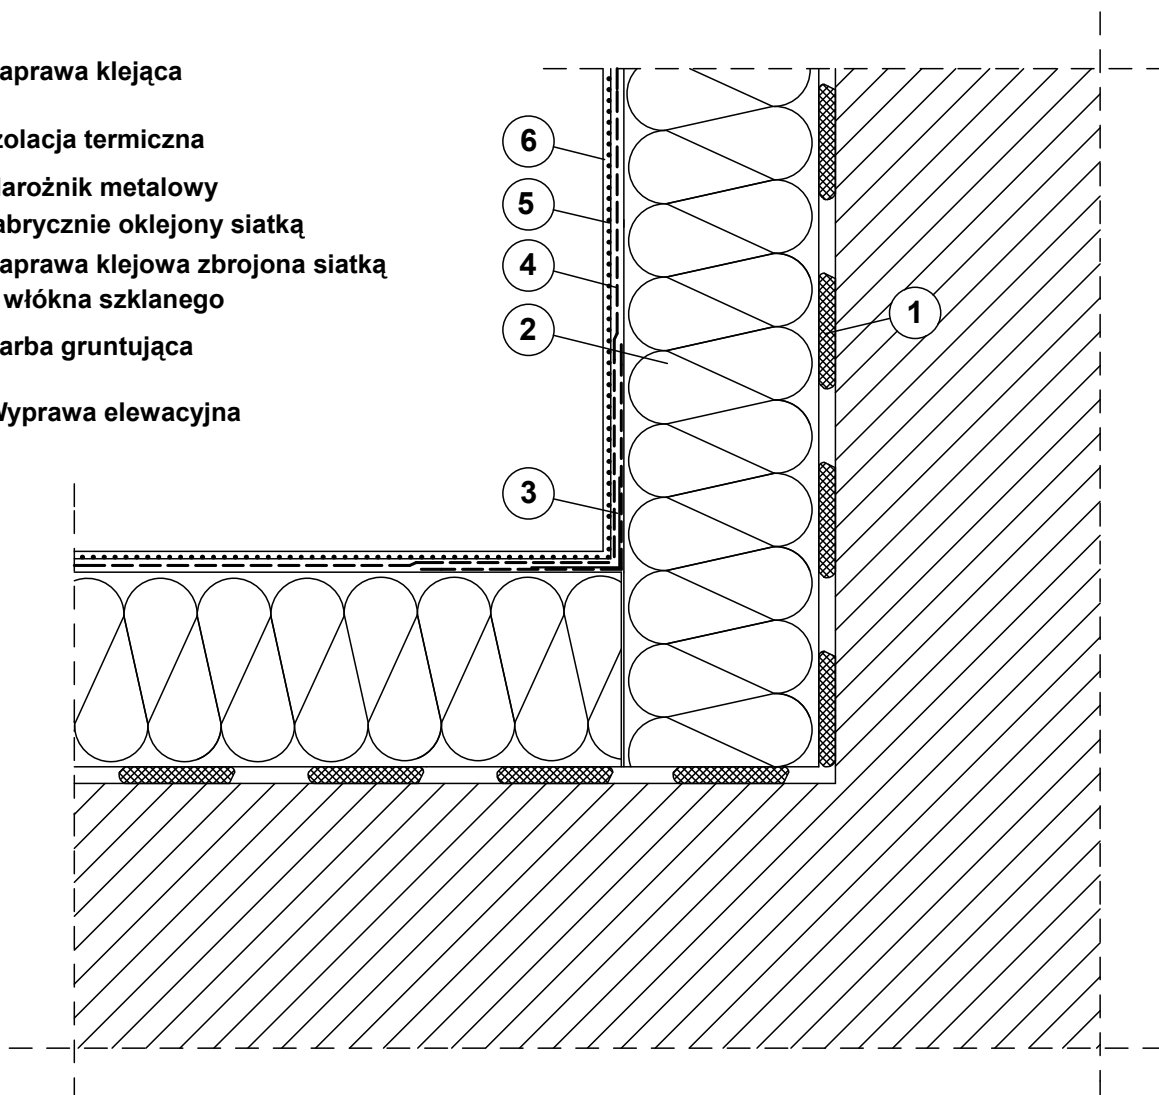 aprawa klejąca
zolacja termiczna
arożnik metalowy
abrycznie oklejony siatką
aprawa klejowa zbrojona siatką
włókna szklanego
arba gruntująca
yprawa elewacyjna
6
5
4
2
1
3